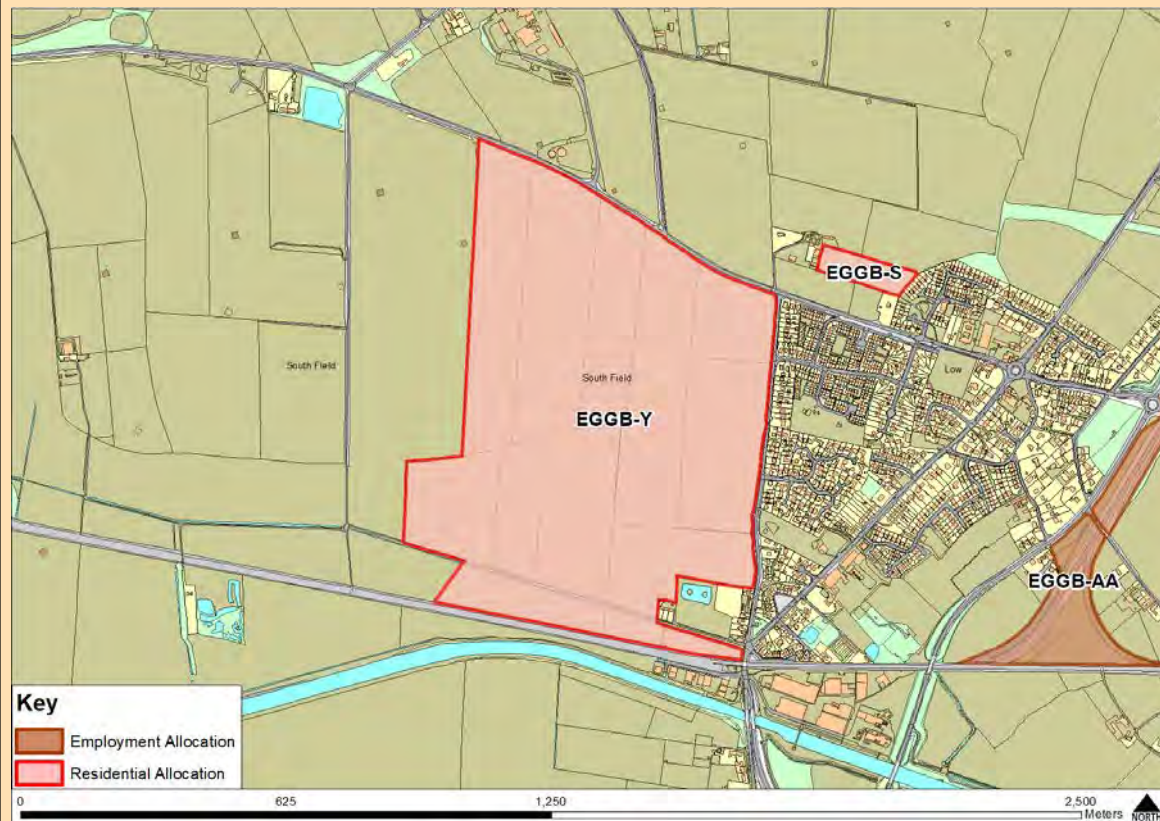 EGGB-S
South Field
Low
South Field
EGGB-Y
EGGB-AA
Key
Employment Allocation
Residential Allocation
0 625 1,250 2,500
Meters
NORTH